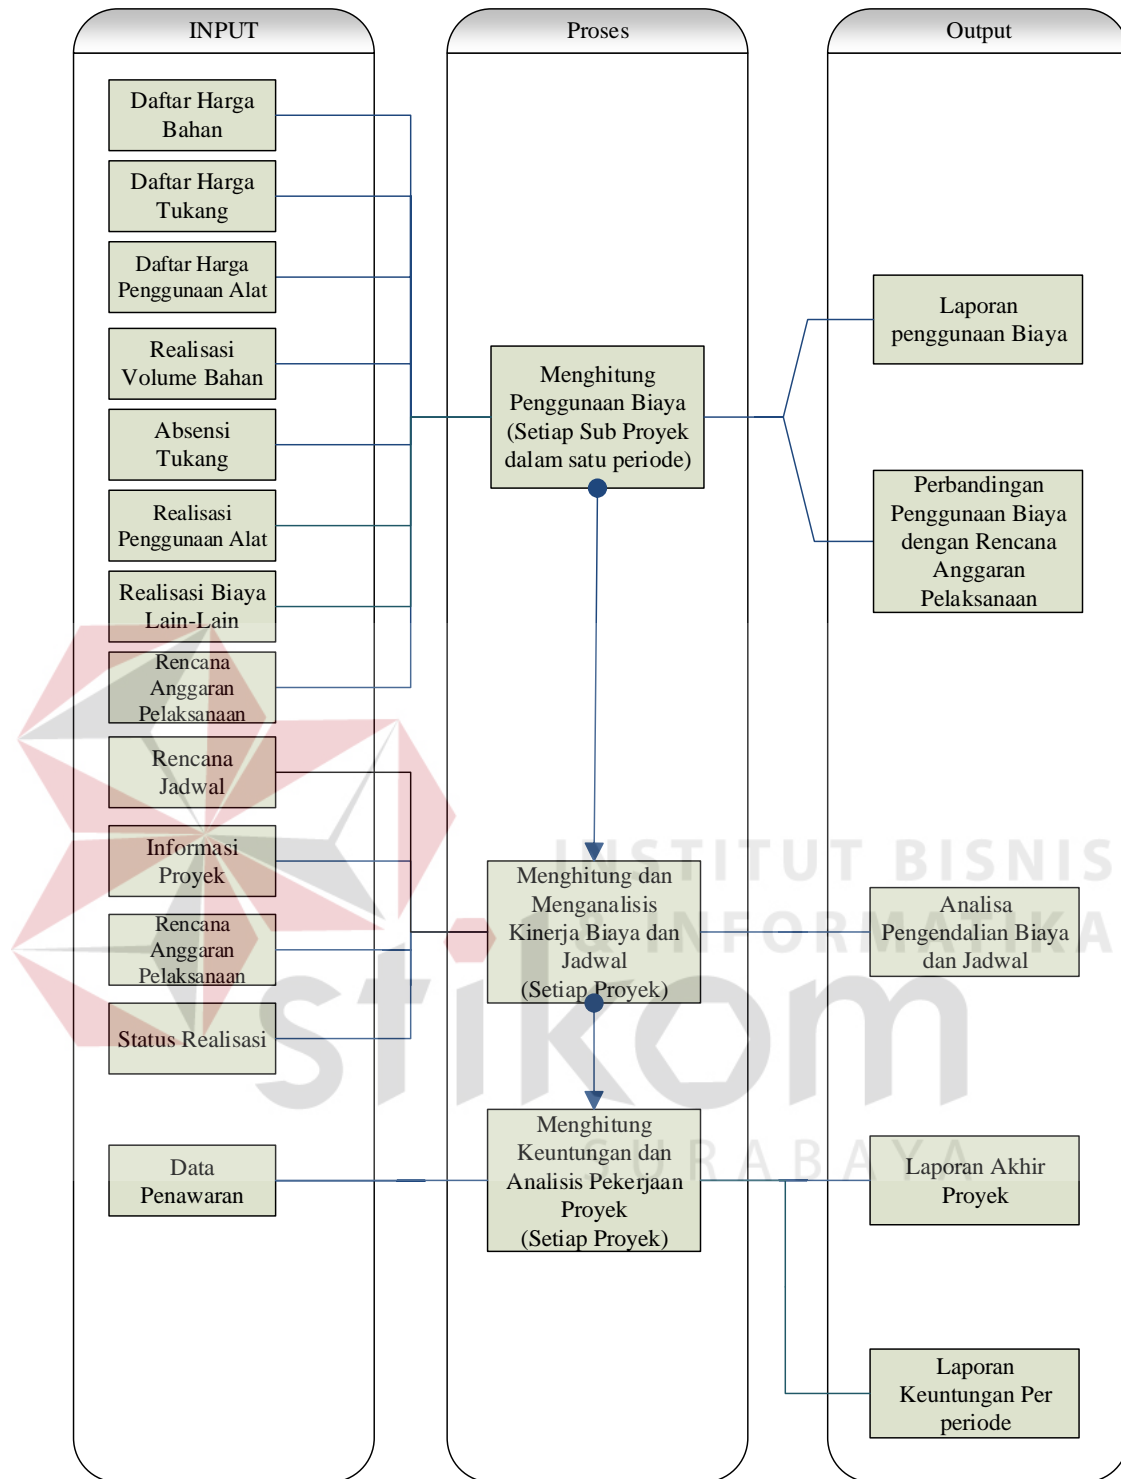 INPUT
Daftar Harga
Bahan
Daftar Harga
Tukang
Daftar Harga
Penggunaan Alat
Realisasi
Volume Bahan
Absensi
Tukang
Realisasi
Penggunaan Alat
Realisasi Biaya
Lain-Lain
Rencana
Anggaran
Pelaksanaan
Rencana
Jadwal
Informasi
Proyek
Rencana
Anggaran
Pelaksanaan
Status Realisasi
Data
Penawaran
Proses
Menghitung
Penggunaan Biaya
(Setiap Sub Proyek
dalam satu periode)
Menghitung dan
Menganalisis
Kinerja Biaya dan
Jadwal
(Setiap Proyek)
Menghitung
Keuntungan dan
Analisis Pekerjaan
Proyek
(Setiap Proyek)
Output
Laporan
penggunaan Biaya
Perbandingan
Penggunaan Biaya
dengan Rencana
Anggaran
Pelaksanaan
Analisa
Pengendalian Biaya
dan Jadwal
Laporan Akhir
Proyek
Laporan
Keuntungan Per
periode
INSTITUT BISNIS
& INFORMATIKA
stikom
SURABAYA